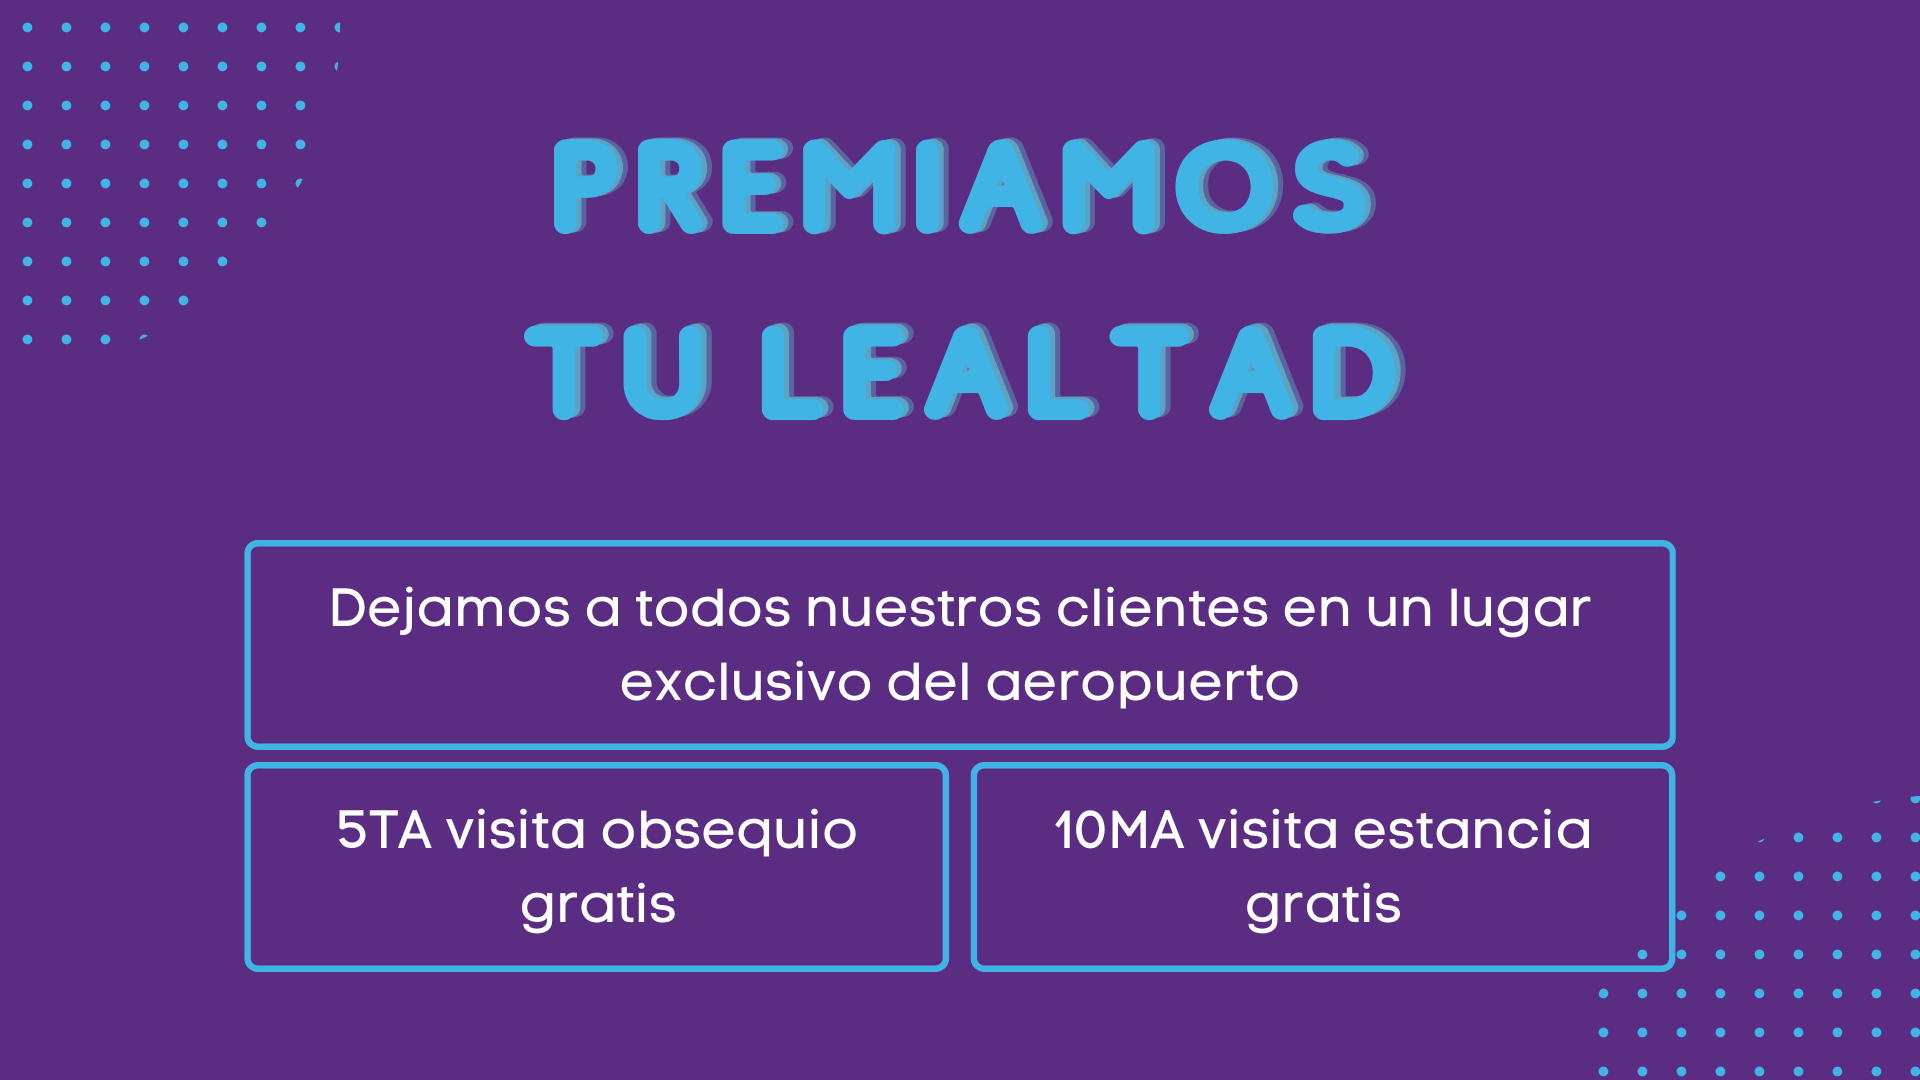 PREMIAMOS
TU LEALTAD
Dejamos a todos nuestros clientes en un lugar
exclusivo del aeropuerto
5TA visita obsequio
gratis
10MA visita estancia
gratis